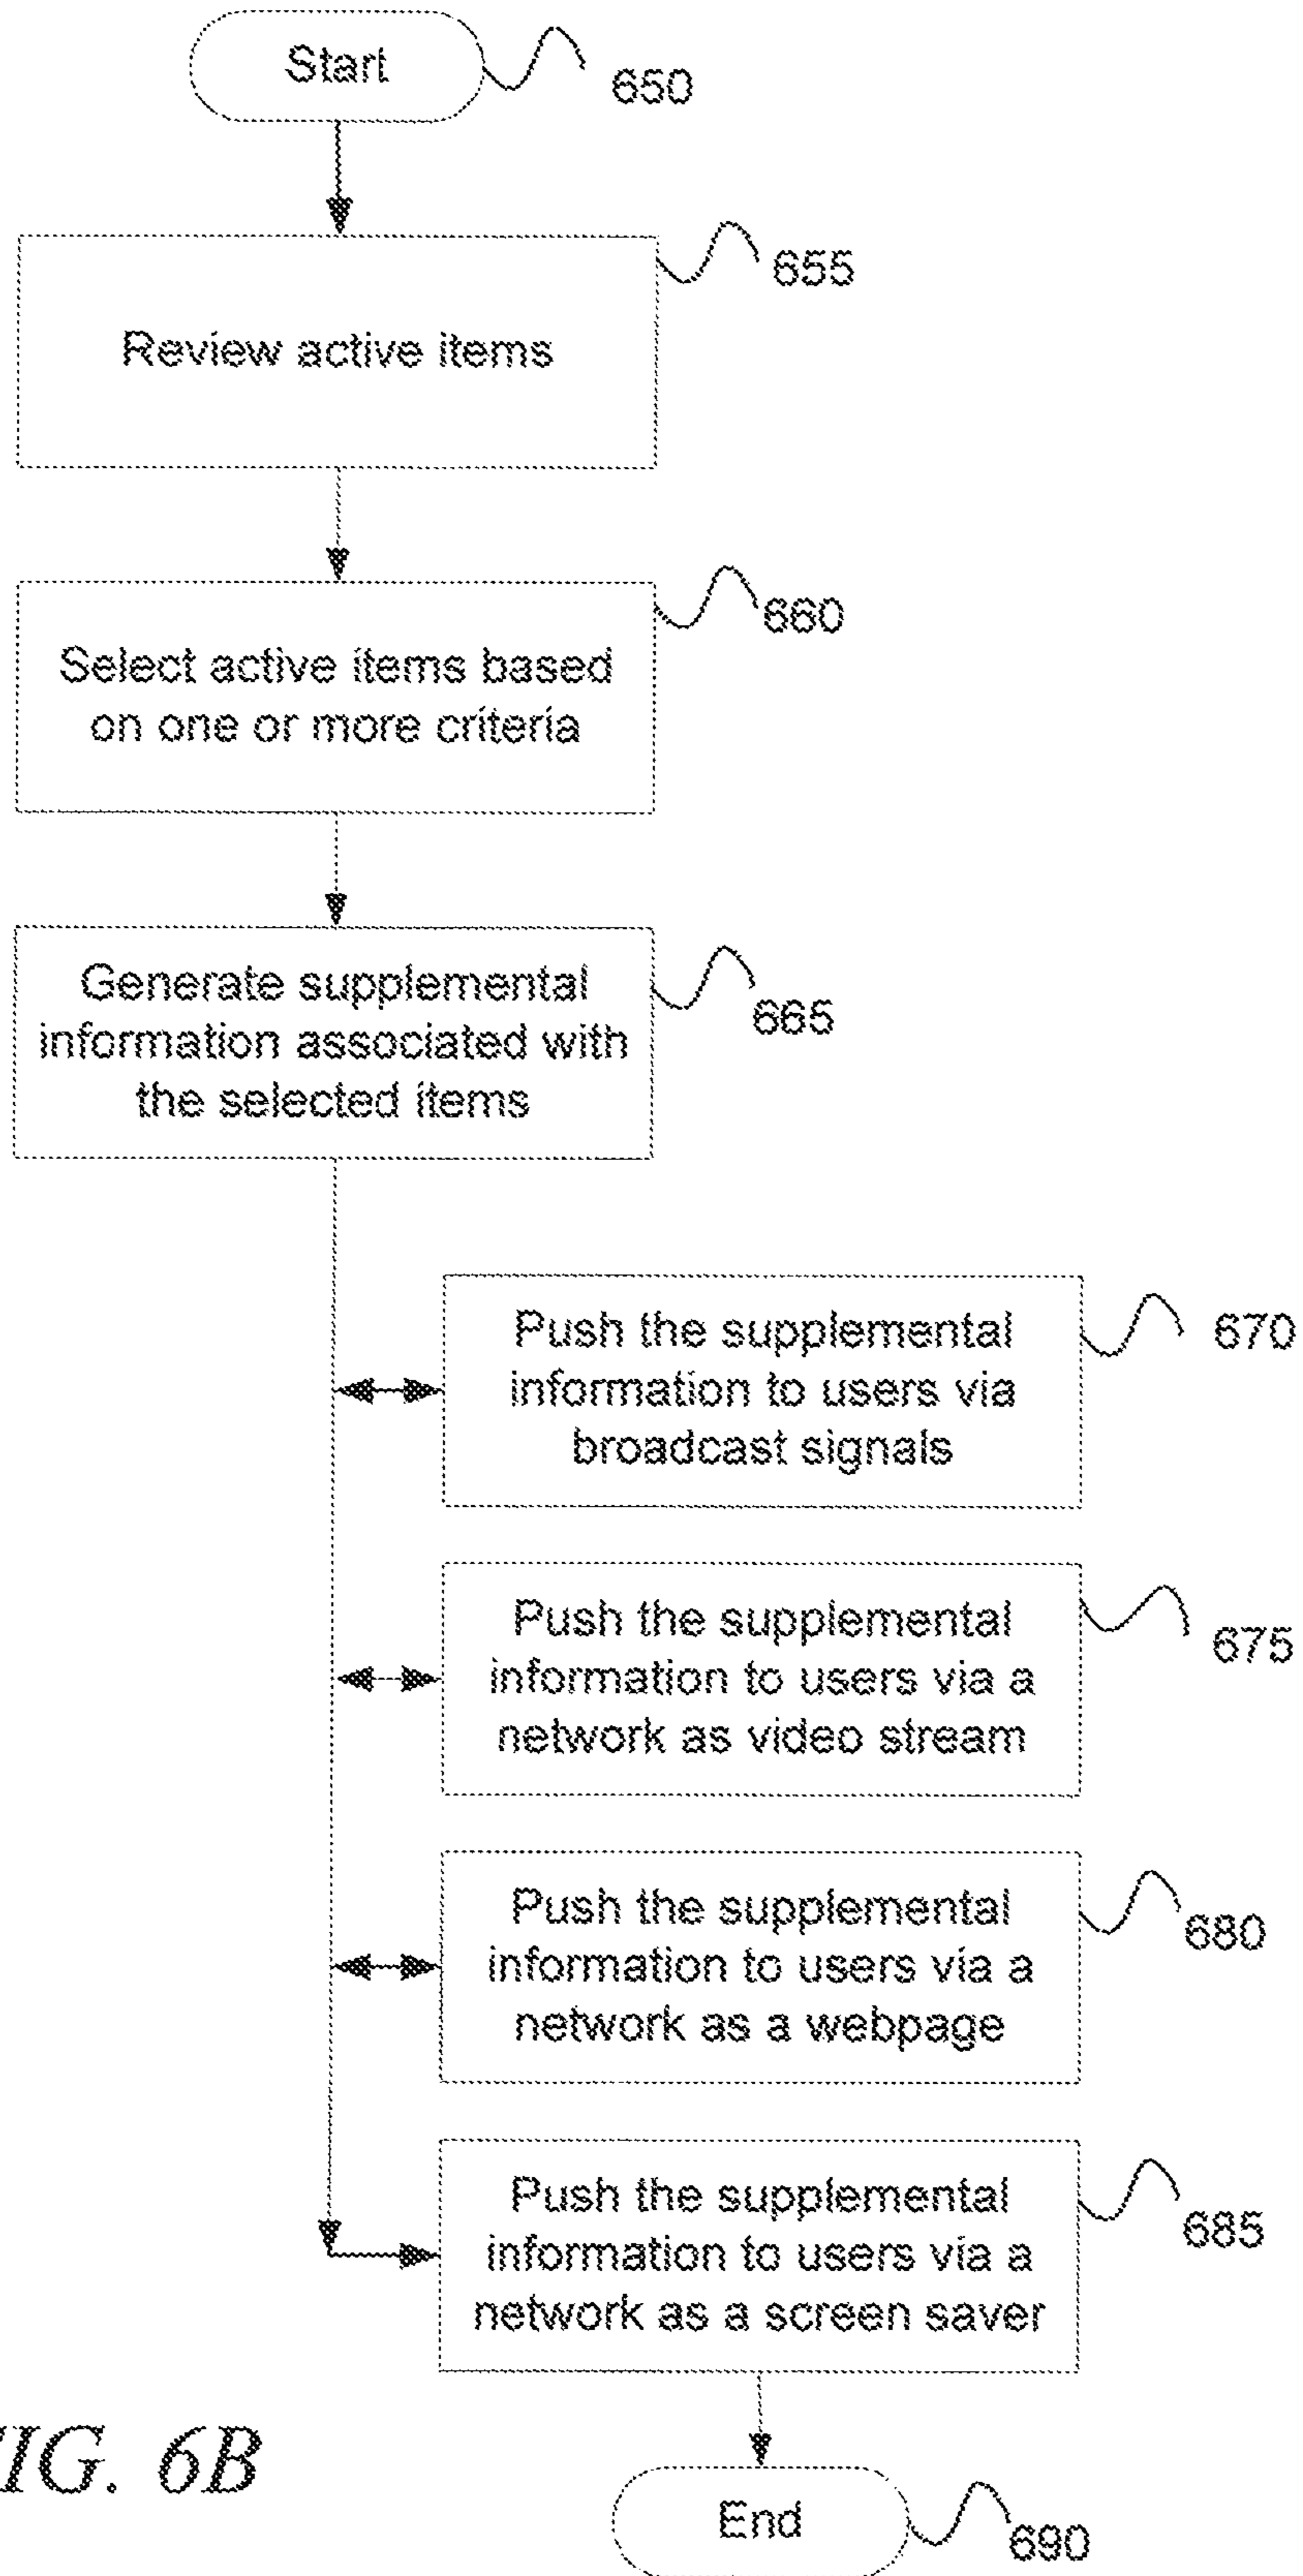 Start
650
655
Review active items
660
Select active items based
on one or more criteria
Generate supplemental
information associated with
the selected items
665
Push the supplemental
information to users via
broadcast signals
670
Push the supplemental
information to users via a
network as video stream
675
Push the supplemental
information to users via a
network as a webpage
680
Push the supplemental
information to users via a
network as a screen saver
685
IG. 6B
End
690